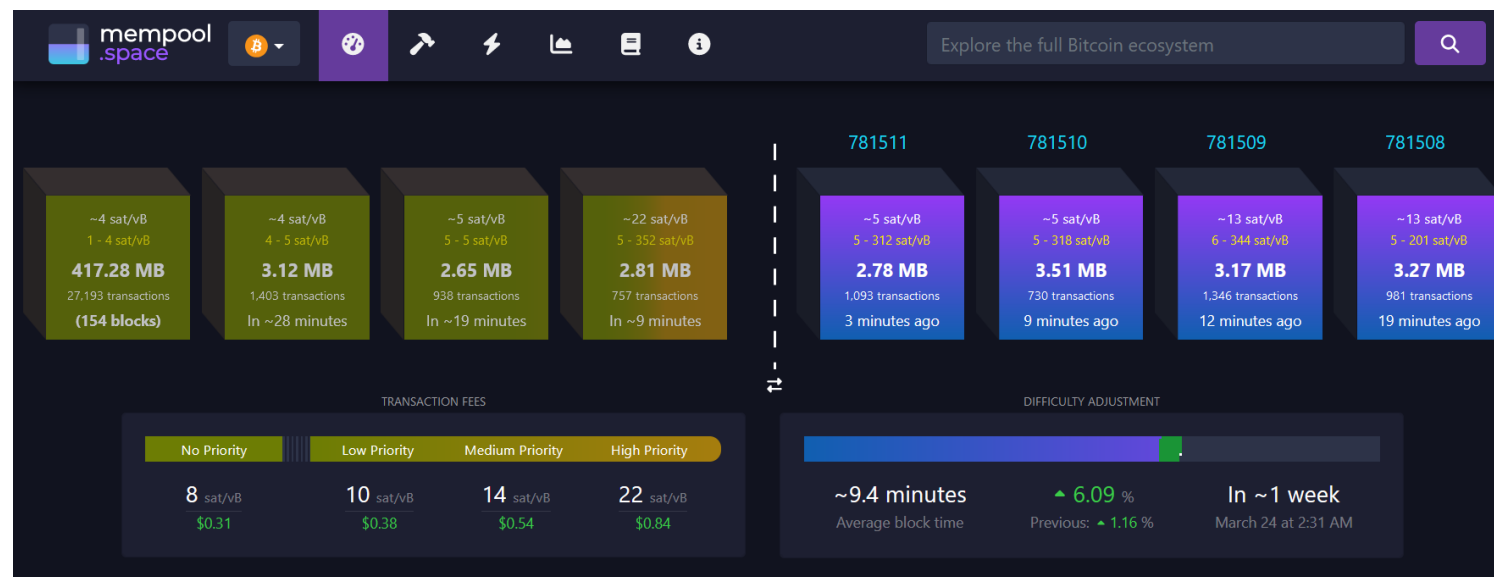 mempool
.space
Explore the full Bitcoin ecosystem
781511
781510
781509
781508
~4 sat/vB
1 - 4 sat/vB
417.28 MB
27,193 transactions
(154 blocks)
~4 sat/vB
4 - 5 sat/vB
3.12 MB
1,403 transactions
In ~28 minutes
~5 sat/vB
5 - 5 sat/vB
2.65 MB
938 transactions
In ~19 minutes
~22 sat/vB
5 - 352 sat/vB
2.81 MB
757 transactions
In ~9 minutes
~5 sat/vB
5 - 312 sat/vB
2.78 MB
1,093 transactions
3 minutes ago
~5 sat/vB
5 - 318 sat/vB
3.51 MB
730 transactions
9 minutes ago
~13 sat/vB
6 - 344 sat/vB
3.17 MB
1,346 transactions
12 minutes ago
~13 sat/vB
5 - 201 sat/vB
3.27 MB
981 transactions
19 minutes ago
TRANSACTION FEES
No Priority
Low Priority
Medium Priority
High Priority
8 sat/vB
10 sat/vB
14 sat/vB
22 sat/vB
$0.31
$0.38
$0.54
$0.84
DIFFICULTY ADJUSTMENT
~9.4 minutes
Average block time
6.09 %
Previous: 1.16 %
In ~1 week
March 24 at 2:31 AM